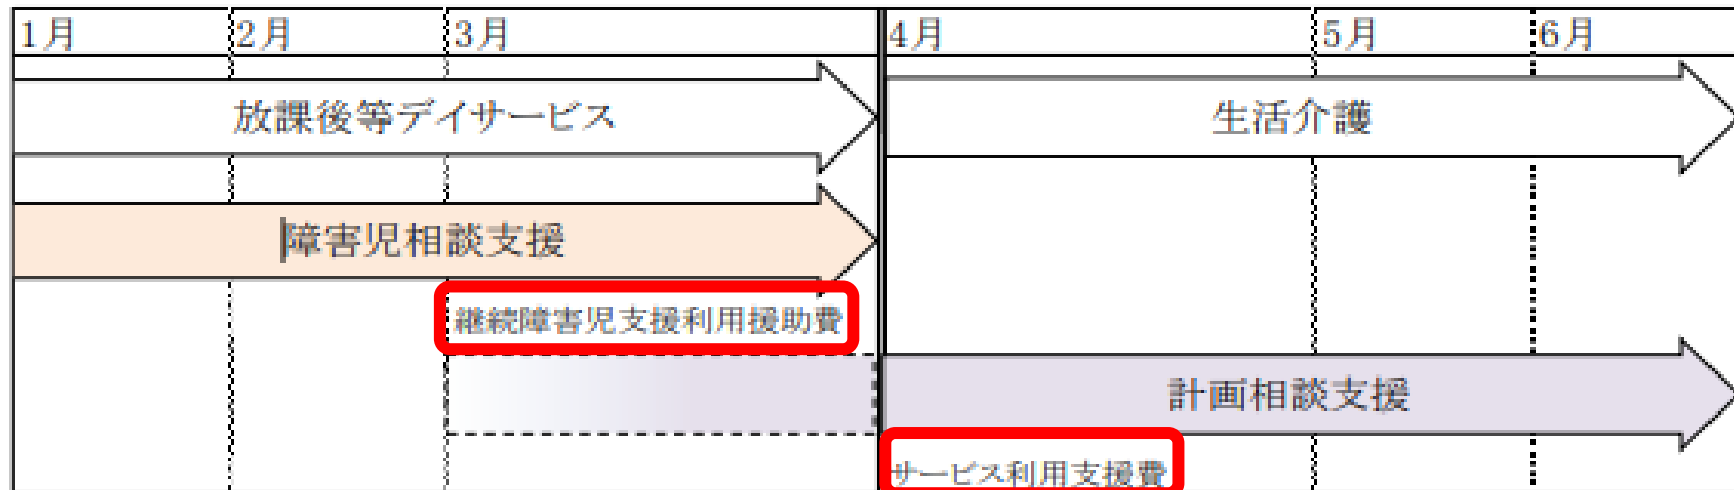 1月 2月 3月 4月 5月 6月
放課後等デイサービス 生活介護
障害児相談支援
継続障害児支援利用援助費
計画相談支援
サービス利用支援費